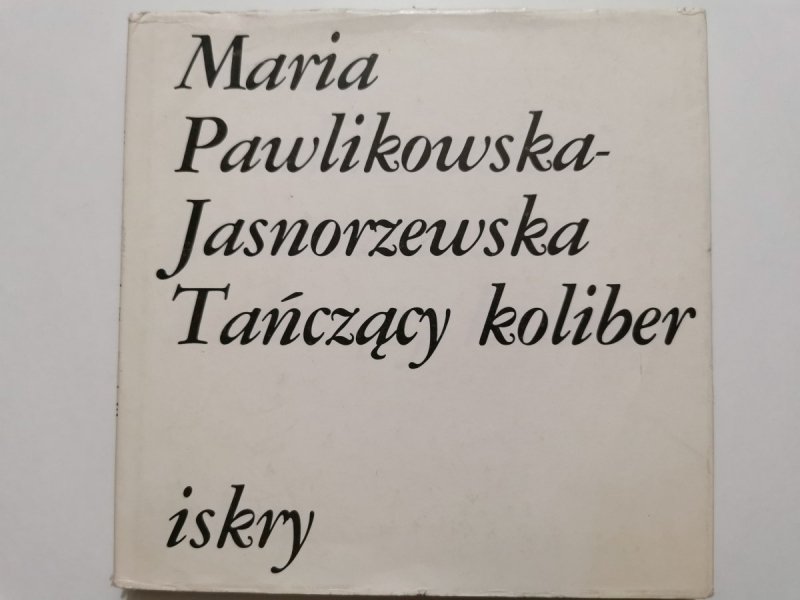 Maria
Pawlikowska-
Jasnorzewska
Tańczący koliber
iskry